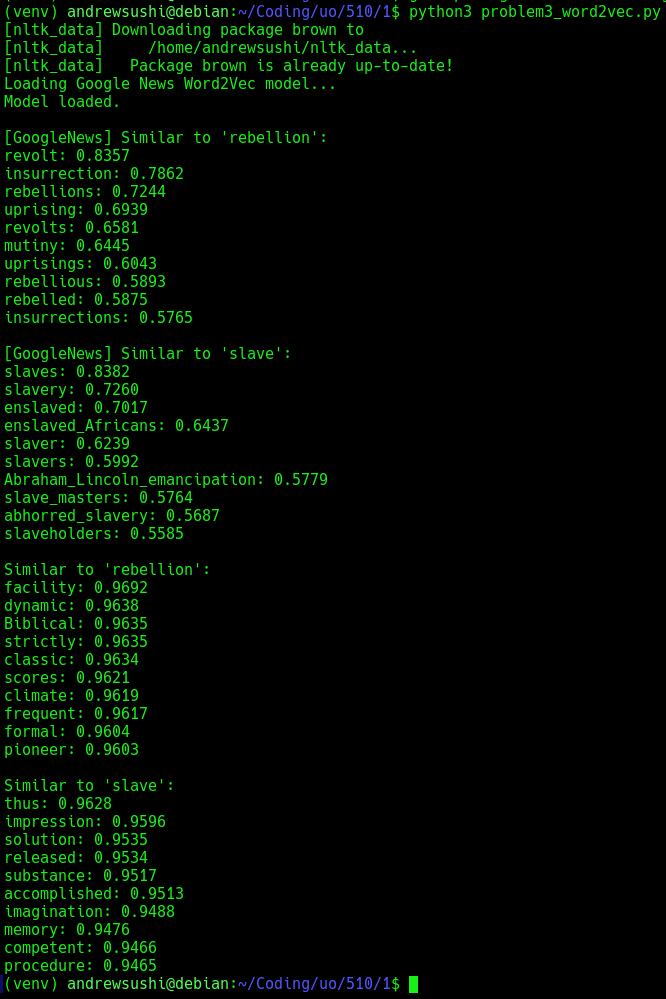 (venv) andrewsushi@debian:~/Coding/uo/510/1$ python3 problem3_word2vec.py
[nltk_data] Downloading package brown to
[nltk_data]     /home/andrewsushi/nltk_data...
[nltk_data]   Package brown is already up-to-date!
Loading Google News Word2Vec model...
Model loaded.

[GoogleNews] Similar to 'rebellion':
revolt: 0.8357
insurrection: 0.7862
rebellions: 0.7244
uprising: 0.6939
revolts: 0.6581
mutiny: 0.6445
uprisings: 0.6043
rebellious: 0.5893
rebelled: 0.5875
insurrections: 0.5765

[GoogleNews] Similar to 'slave':
slaves: 0.8382
slavery: 0.7260
enslaved: 0.7017
enslaved_Africans: 0.6437
slaver: 0.6239
slavers: 0.5992
Abraham_Lincoln_emancipation: 0.5779
slave_masters: 0.5764
abhorred_slavery: 0.5687
slaveholders: 0.5585

Similar to 'rebellion':
facility: 0.9692
dynamic: 0.9638
Biblical: 0.9635
strictly: 0.9635
classic: 0.9634
scores: 0.9621
climate: 0.9619
frequent: 0.9617
formal: 0.9604
pioneer: 0.9603

Similar to 'slave':
thus: 0.9628
impression: 0.9596
solution: 0.9535
released: 0.9534
substance: 0.9517
accomplished: 0.9513
imagination: 0.9488
memory: 0.9476
competent: 0.9466
procedure: 0.9465
(venv) andrewsushi@debian:~/Coding/uo/510/1$